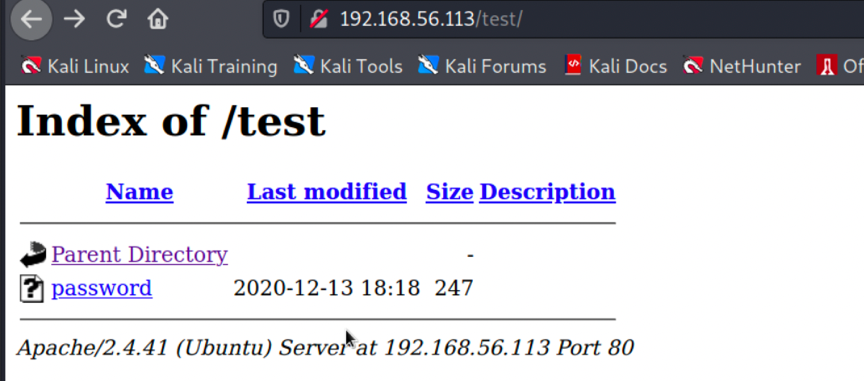 192.168.56.113/test/
Kali Linux Kali Training Kali Tools Kali Forums Kali Docs NetHunter Of
Index of /test
Name Last modified Size Description
Parent Directory -
password 2020-12-13 18:18 247
Apache/2.4.41 (Ubuntu) Server at 192.168.56.113 Port 80